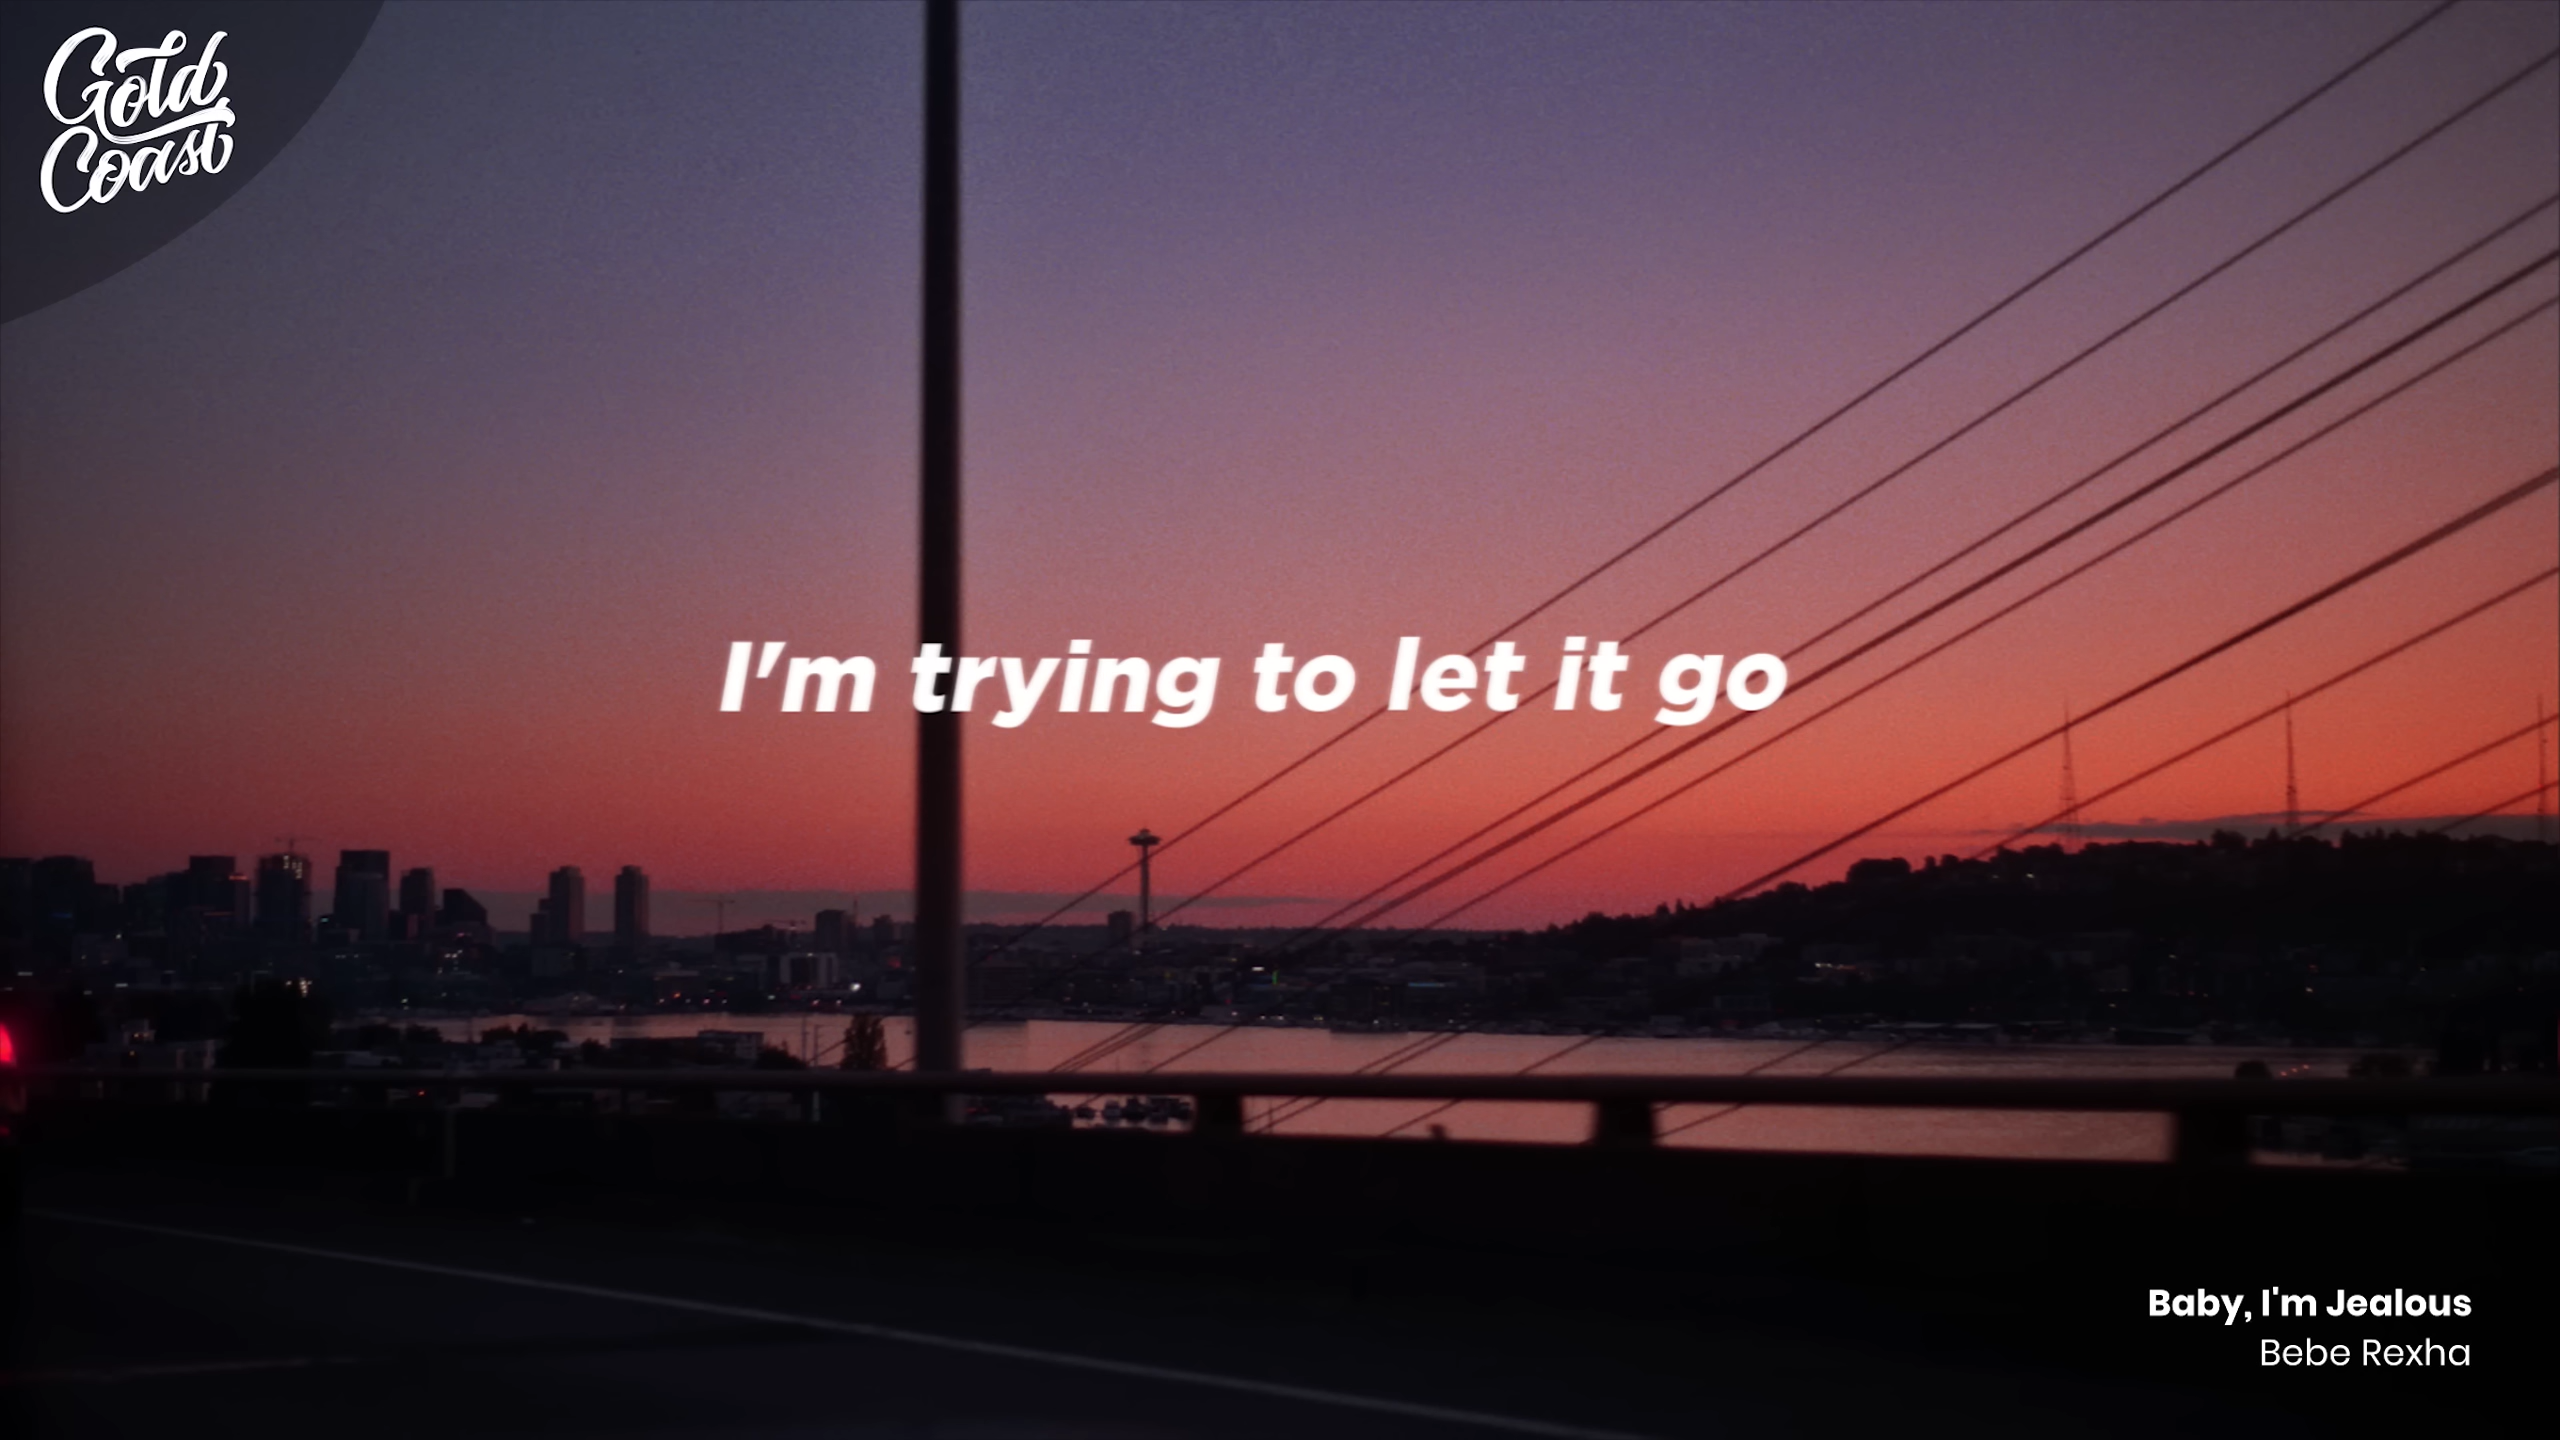 Gold
Coast
I'm trying to let it go
Baby, I'm Jealous
Bebe Rexha